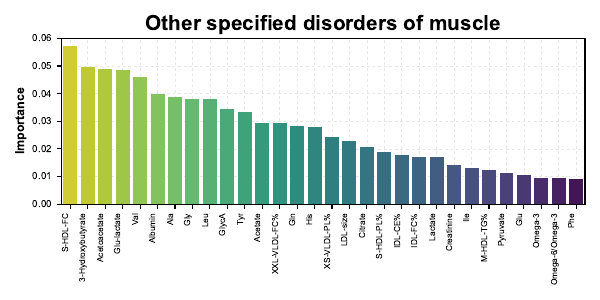 Other specified disorders of muscle
Importance
0.06
0.05
0.04
0.03
0.02
0.01
0.00
S-HDL-FC
3-Hydroxybutyrate
Acetoacetate
Glu-lactate
Val
Albumin
Ala
Gly
Leu
GlycA
Tyr
Acetate
XXL-VLDL-FC%
Gln
His
XS-VLDL-PL%
LDL-size
Citrate
S-HDL-PL%
IDL-CE%
IDL-FC%
Lactate
Creatinine
Ile
M-HDL-TG%
Pyruvate
Glu
Omega-3
Omega-6/Omega-3
Phe